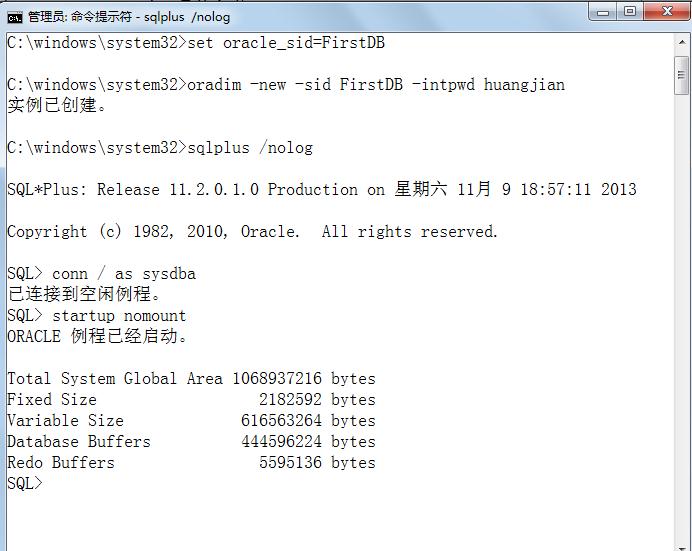 管理员: 命令提示符 - sqlplus  /nolog
C:\windows\system32>set oracle_sid=FirstDB
C:\windows\system32>oradim -new -sid FirstDB -intpwd huangjian
实例已创建。
C:\windows\system32>sqlplus /nolog
SQL*Plus: Release 11.2.0.1.0 Production on 星期六 11月 9 18:57:11 2013
Copyright (c) 1982, 2010, Oracle.  All rights reserved.
SQL> conn / as sysdba
已连接到空闲例程。
SQL> startup nomount
ORACLE 例程已经启动。
Total System Global Area 1068937216 bytes
Fixed Size                  2182592 bytes
Variable Size             616563264 bytes
Database Buffers          444596224 bytes
Redo Buffers                5595136 bytes
SQL>